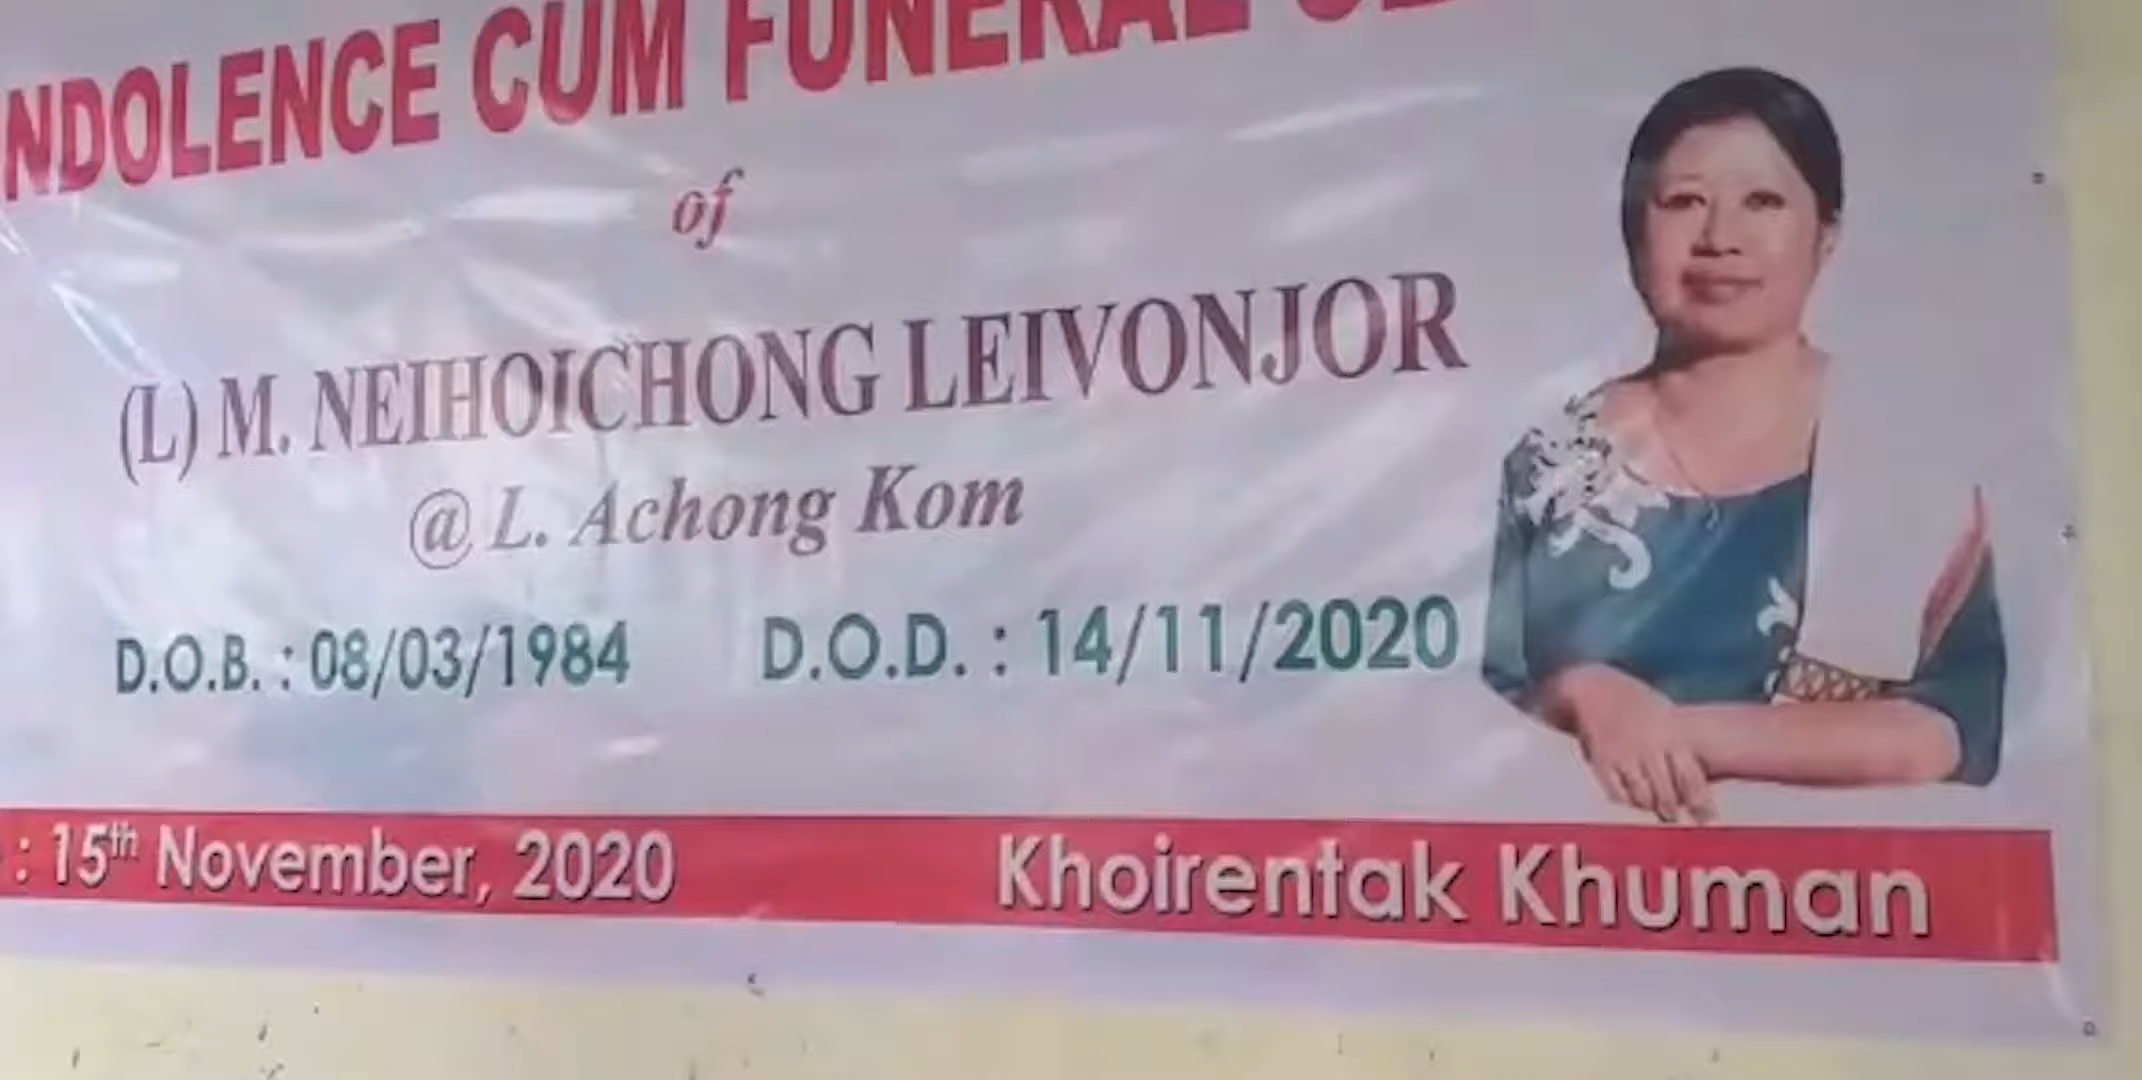 NDOLENCE CUM FUNERAL
of
(L) M. NEIHOICHONG LEIVONJOR
@ L. Achong Kom
D.O.B. : 08/03/1984 D.O.D. : 14/11/2020
: 15th November, 2020 Khoirentak Khuman